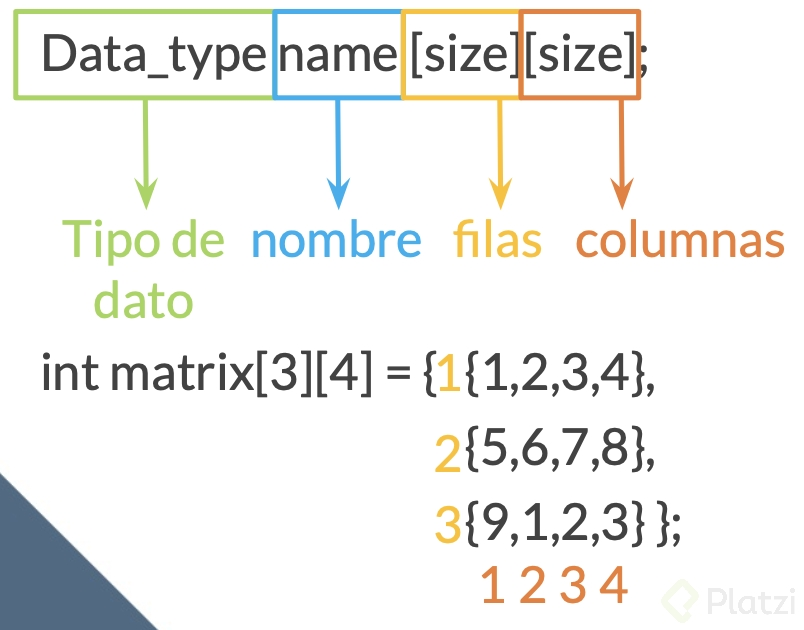 Data_type name [size][size];
Tipo de dato nombre filas columnas
int matrix[3][4] = {1{1,2,3,4},
2{5,6,7,8},
3{9,1,2,3} };
1 2 3 4
Platzi